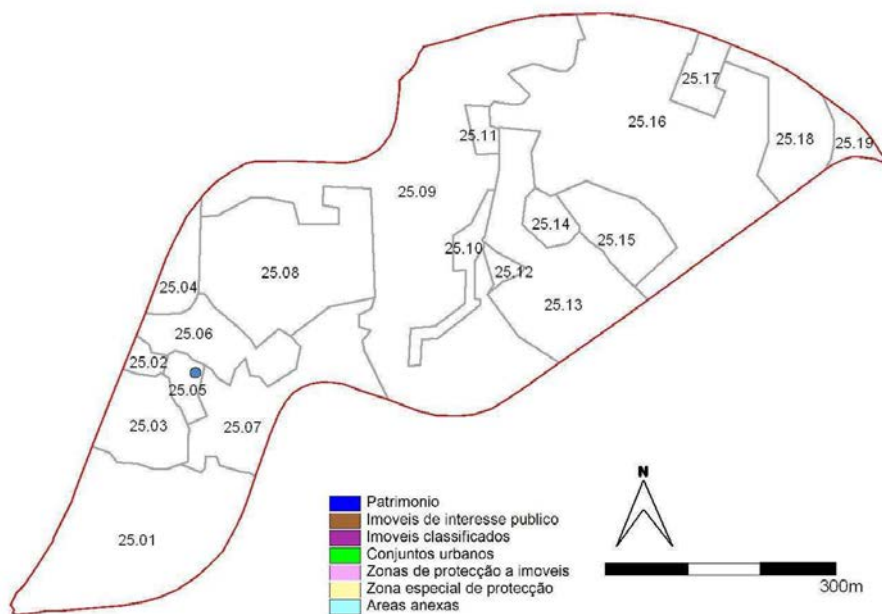 25.17
25.16
25.11
25.18
25.19
25.09
25.14
25.15
25.10
25.08
25.12
25.04
25.13
25.06
25.02
25.05
25.03
25.07
N
Patrimonio
Imoveis de interesse publico
Imoveis classificados
25.01
Conjuntos urbanos
Zonas de protecção a imoveis
Zona especial de protecção
300m
Areas anexas